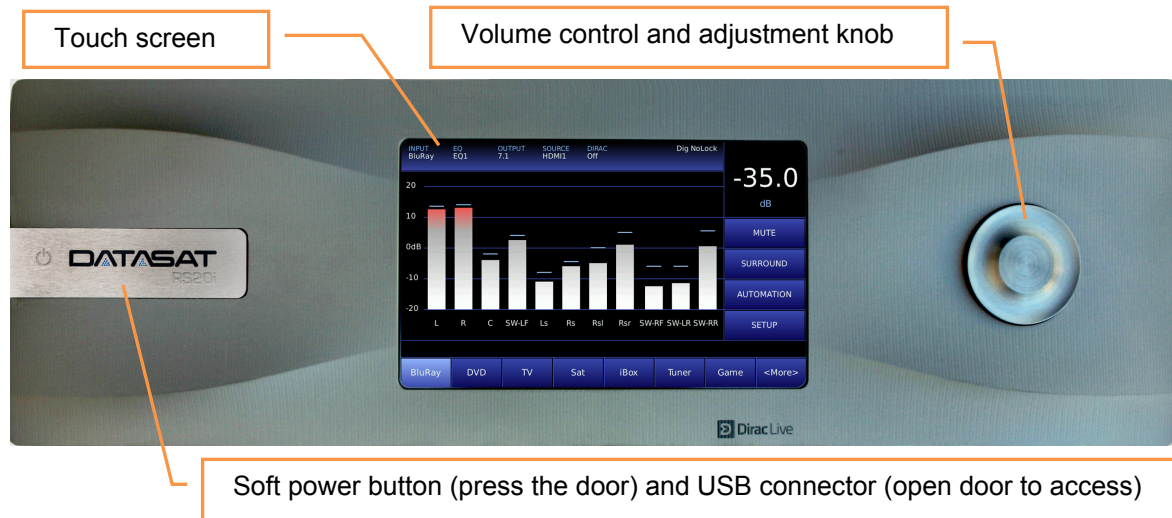 Touch screen
Volume control and adjustment knob
INPUT EQ OUTPUT SOURCE DIRAC Dig NoLock
BluRay EQ1 7.1 HDMI1 Off
-35.0
dB
20
10
0dB
-10
-20
L R C SW-LF Ls Rs Rsl Rsr SW-RF SW-LR SW-RR
MUTE
SURROUND
AUTOMATION
SETUP
BluRay DVD TV Sat iBox Tuner Game <More>
DATASAT
RS20i
Dirac Live
Soft power button (press the door) and USB connector (open door to access)